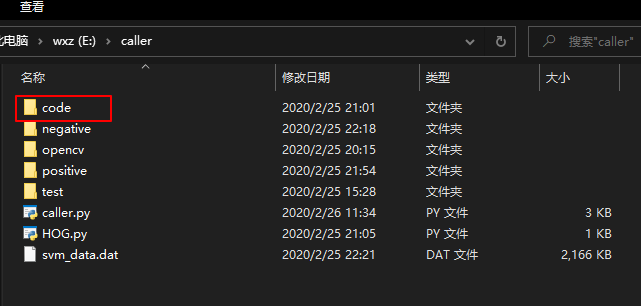 查看
电脑 › wxz (E:) › caller
搜索"caller"
名称 修改日期 类型 大小
code 2020/2/25 21:01 文件夹
negative 2020/2/25 22:18 文件夹
opencv 2020/2/25 20:15 文件夹
positive 2020/2/25 21:54 文件夹
test 2020/2/25 15:28 文件夹
caller.py 2020/2/26 11:34 PY 文件 3 KB
HOG.py 2020/2/25 21:05 PY 文件 1 KB
svm_data.dat 2020/2/25 22:21 DAT 文件 2,166 KB